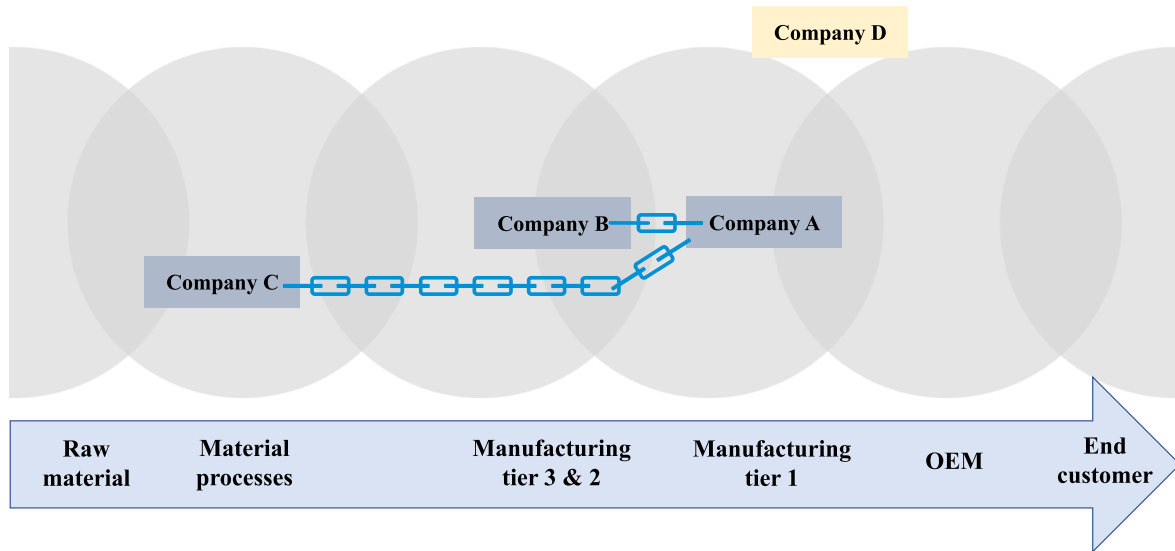 Company D
Company B
Company A
Company C
Raw
material
Material
processes
Manufacturing
tier 3 & 2
Manufacturing
tier 1
OEM
End
customer